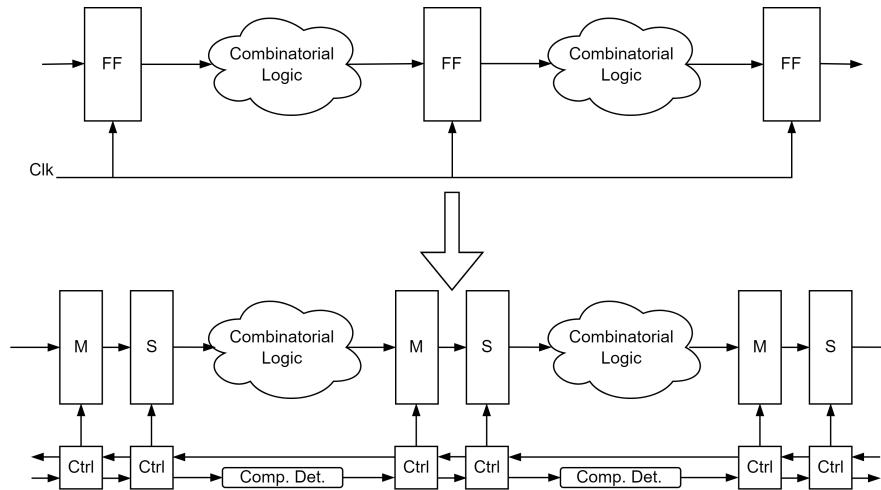 FF
Combinatorial
Logic
FF
Combinatorial
Logic
FF
Clk
M
S
Combinatorial
Logic
M
S
Combinatorial
Logic
M
S
Ctrl
Ctrl
Comp. Det.
Ctrl
Ctrl
Comp. Det.
Ctrl
Ctrl